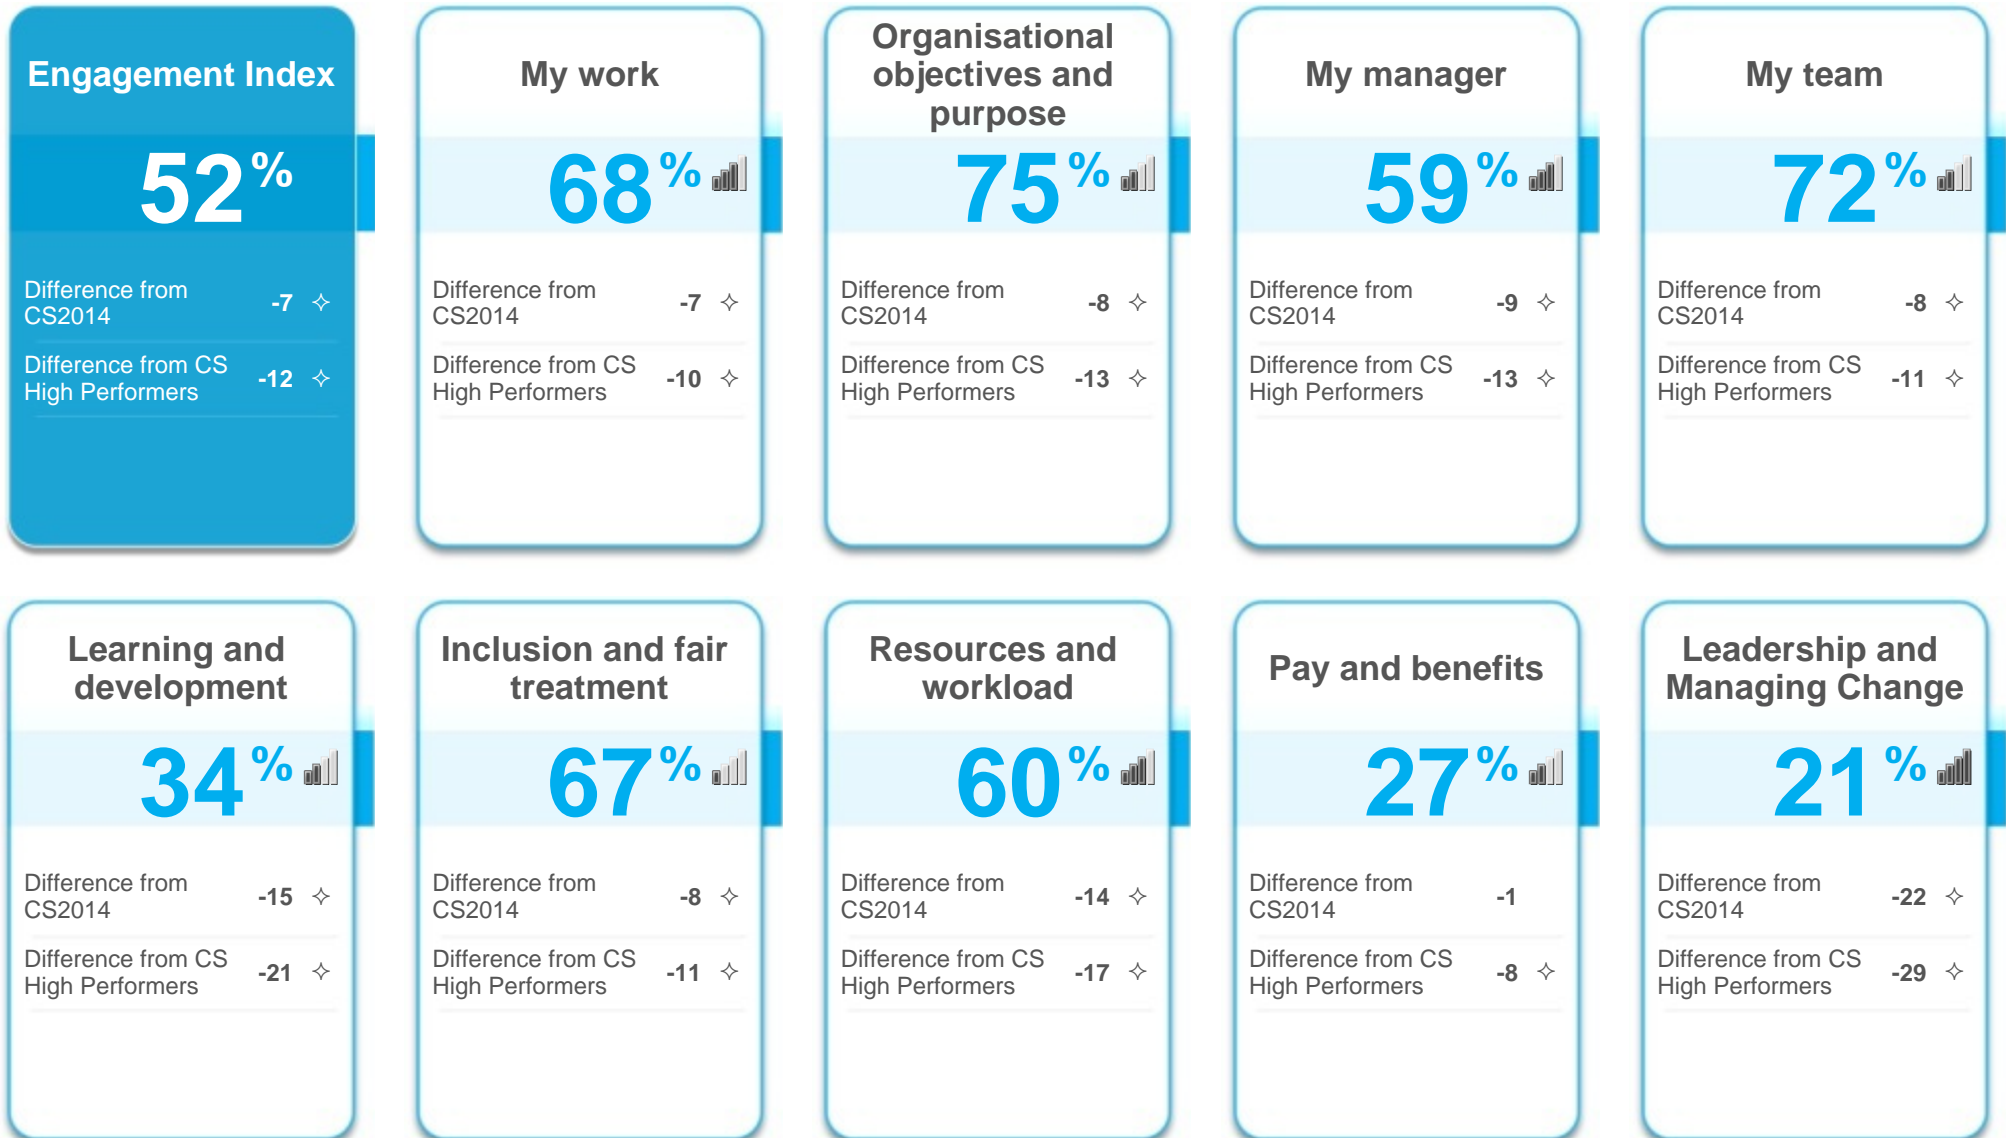 Engagement Index
52%
Difference from
CS2014
-7 ✧
Difference from CS
High Performers
-12 ✧
My work
68%
Difference from
CS2014
-7 ✧
Difference from CS
High Performers
-10 ✧
Organisational
objectives and
purpose
75%
Difference from
CS2014
-8 ✧
Difference from CS
High Performers
-13 ✧
My manager
59%
Difference from
CS2014
-9 ✧
Difference from CS
High Performers
-13 ✧
My team
72%
Difference from
CS2014
-8 ✧
Difference from CS
High Performers
-11 ✧
Learning and
development
34%
Difference from
CS2014
-15 ✧
Difference from CS
High Performers
-21 ✧
Inclusion and fair
treatment
67%
Difference from
CS2014
-8 ✧
Difference from CS
High Performers
-11 ✧
Resources and
workload
60%
Difference from
CS2014
-14 ✧
Difference from CS
High Performers
-17 ✧
Pay and benefits
27%
Difference from
CS2014
-1
Difference from CS
High Performers
-8 ✧
Leadership and
Managing Change
21%
Difference from
CS2014
-22 ✧
Difference from CS
High Performers
-29 ✧